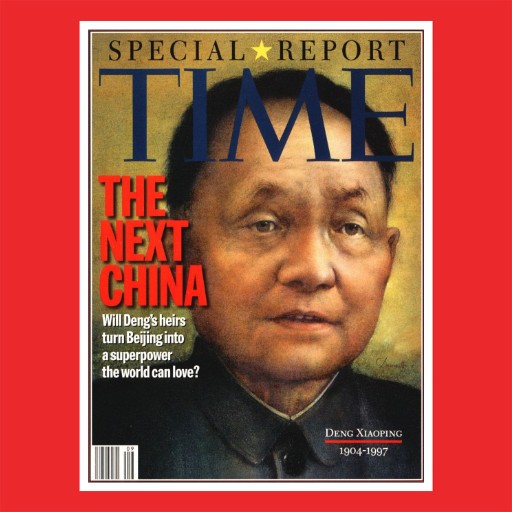 SPECIAL ★ REPORT
TIME
THE
NEXT
CHINA
Will Deng's heirs
turn Beijing into
a superpower
the world can love?
DENG XIAOPING
1904-1997
09